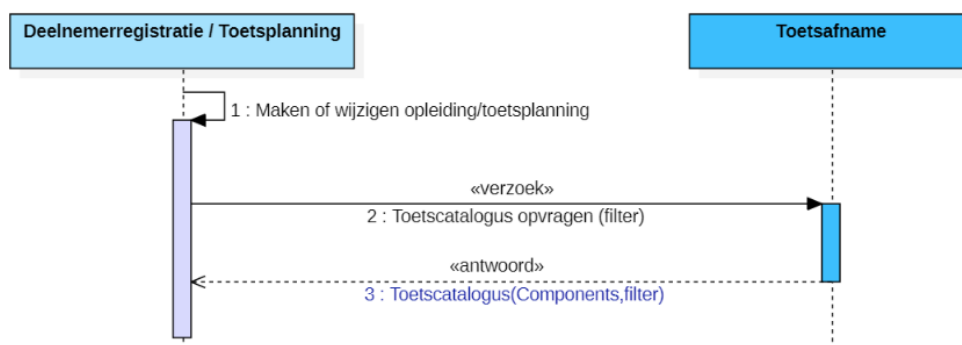 Deelnemerregistratie / Toetsplanning
Toetsafname
1 : Maken of wijzigen opleiding/toetsplanning
«verzoek»
2 : Toetscatalogus opvragen (filter)
«antwoord»
3 : Toetscatalogus(Components,filter)